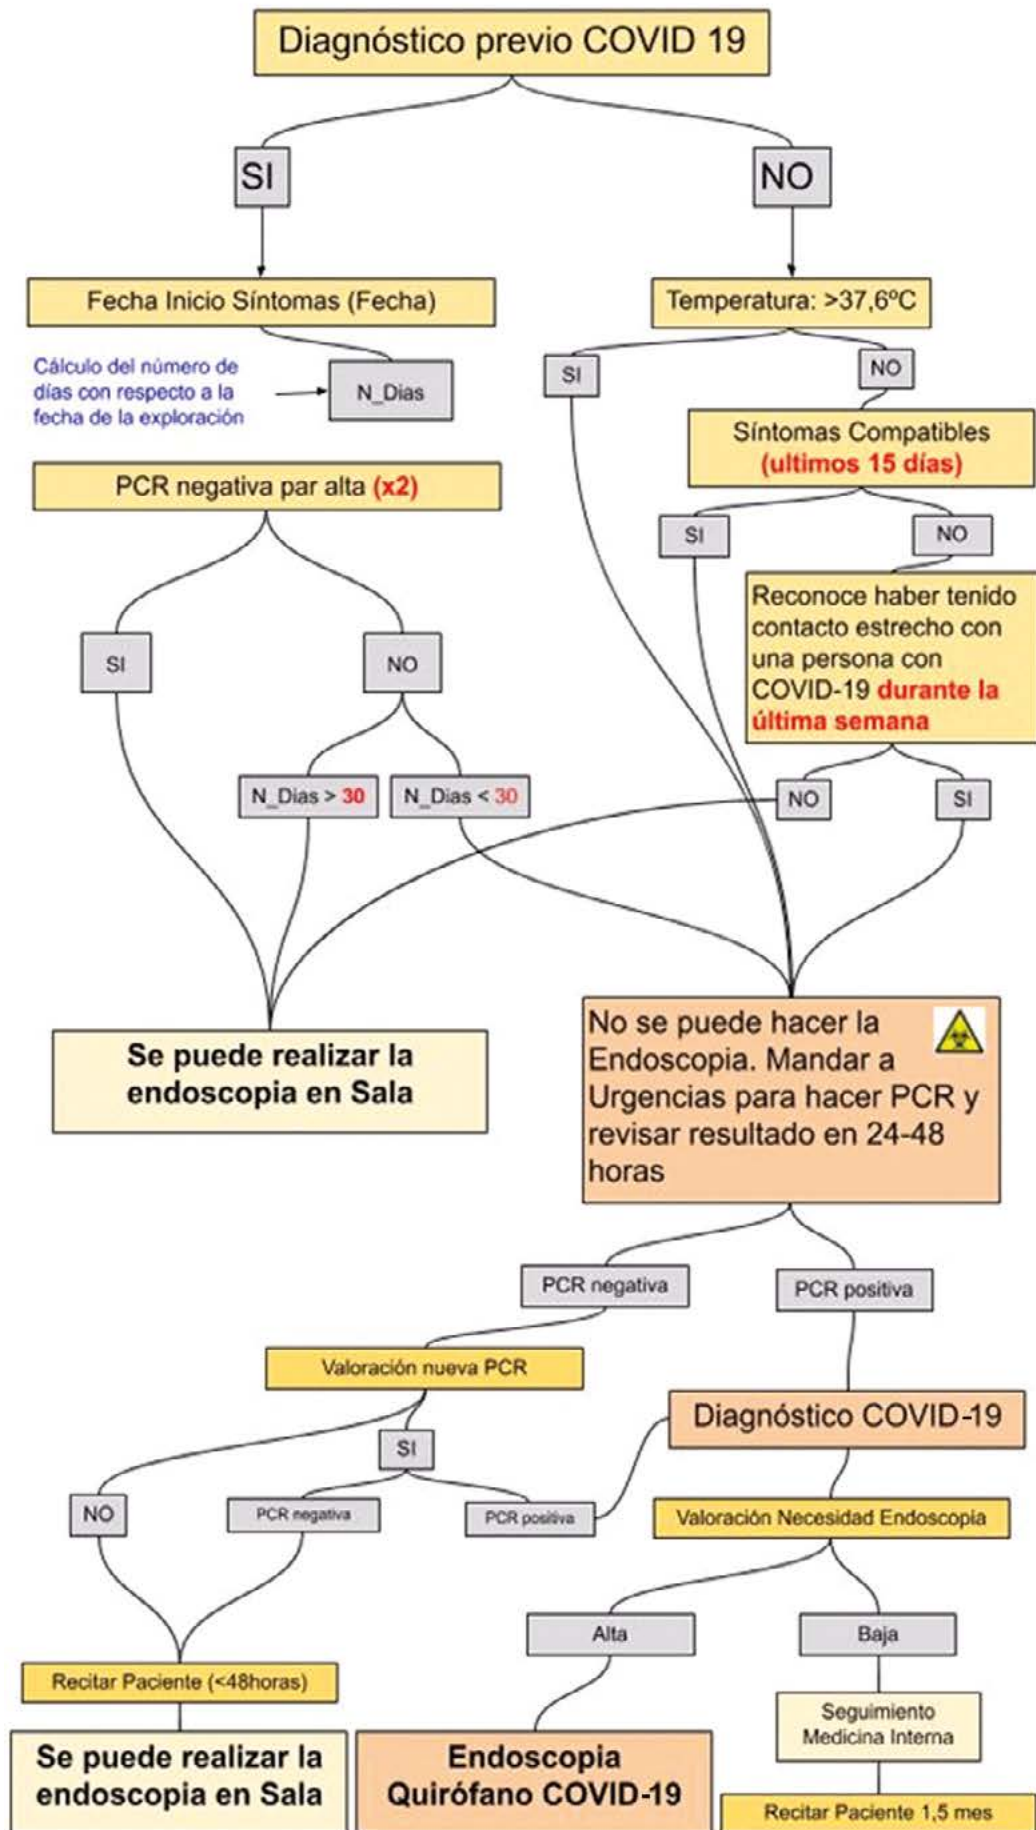 Diagnóstico previo COVID 19
SI
NO
Fecha Inicio Síntomas (Fecha)
Temperatura: >37,6ºC
Cálculo del número de
días con respecto a la
fecha de la exploración
N_Dias
SI
NO
Síntomas Compatibles
(ultimos 15 días)
PCR negativa par alta (x2)
SI
NO
SI
NO
Reconoce haber tenido
contacto estrecho con
una persona con
COVID-19 durante la
última semana
N_Dias > 30
N_Dias < 30
NO
SI
Se puede realizar la
endoscopia en Sala
No se puede hacer la
Endoscopia. Mandar a
Urgencias para hacer PCR y
revisar resultado en 24-48
horas
PCR negativa
PCR positiva
Valoración nueva PCR
Diagnóstico COVID-19
SI
NO
PCR negativa
PCR positiva
Valoración Necesidad Endoscopia
Alta
Baja
Recitar Paciente (<48horas)
Seguimiento
Medicina Interna
Se puede realizar la
endoscopia en Sala
Endoscopia
Quirófano COVID-19
Recitar Paciente 1,5 mes